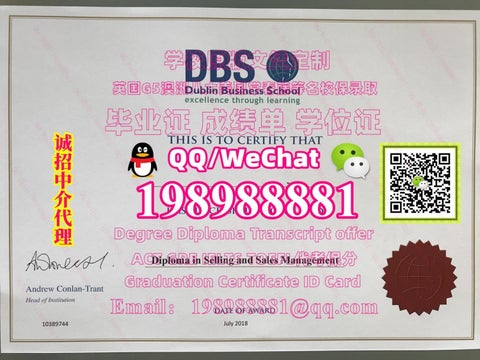 DBS
Dublin Business School
excellence through learning
毕业证 成绩单 学位证
THIS IS TO CERTIFY THAT
QQ/WeChat
198988881
诚招中介代理
Degree Diploma Transcript offer
Diploma in Selling and Sales Management
Graduation Certificate ID Card
Andrew Conlan-Trant
Head of Institution
Email: 198988881@qq.com
DATE OF AWARD
10389744
July 2018